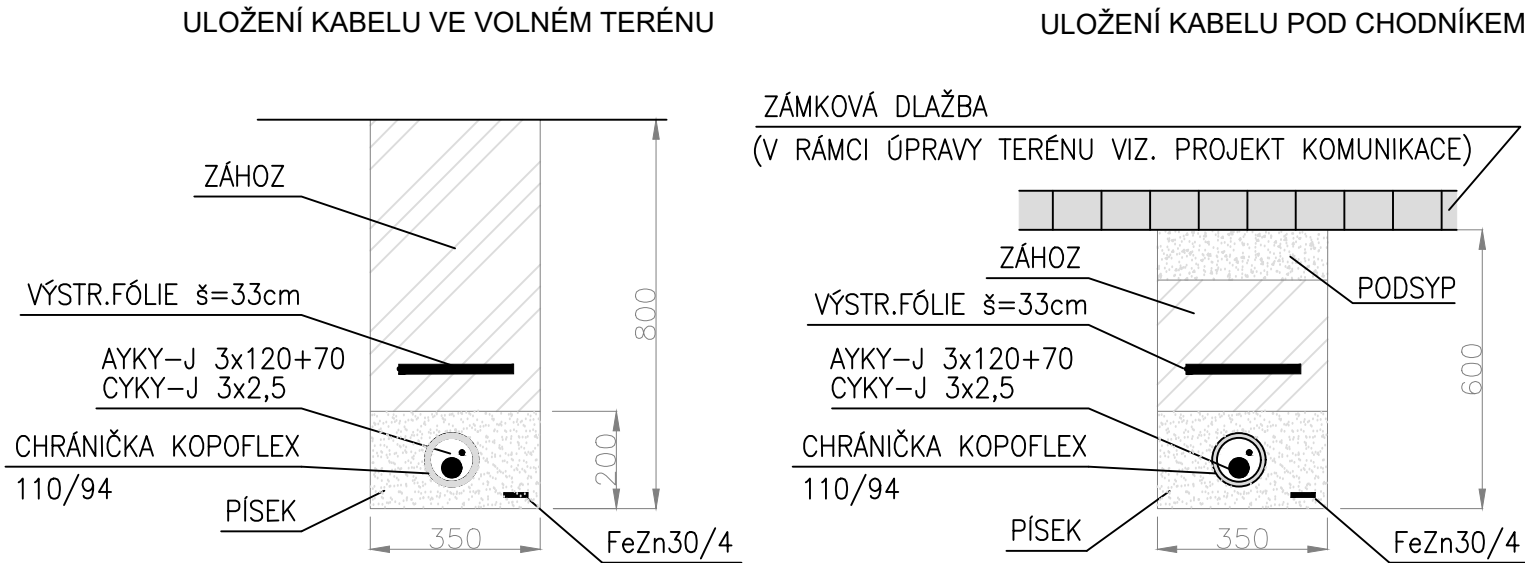 ULOŽENÍ KABELU VE VOLNÉM TERÉNU
ZÁHOZ
VÝSTR.FÓLIE š=33cm
AYKY-J 3x120+70
CYKY-J 3x2,5
CHRÁNIČKA KOPOFLEX
110/94
PÍSEK
FeZn30/4
800
200
350
ULOŽENÍ KABELU POD CHODNÍKEM
ZÁMKOVÁ DLAŽBA
(V RÁMCI ÚPRAVY TERÉNU VIZ. PROJEKT KOMUNIKACE)
ZÁHOZ
PODSYP
VÝSTR.FÓLIE š=33cm
AYKY-J 3x120+70
CYKY-J 3x2,5
CHRÁNIČKA KOPOFLEX
110/94
PÍSEK
FeZn30/4
600
350